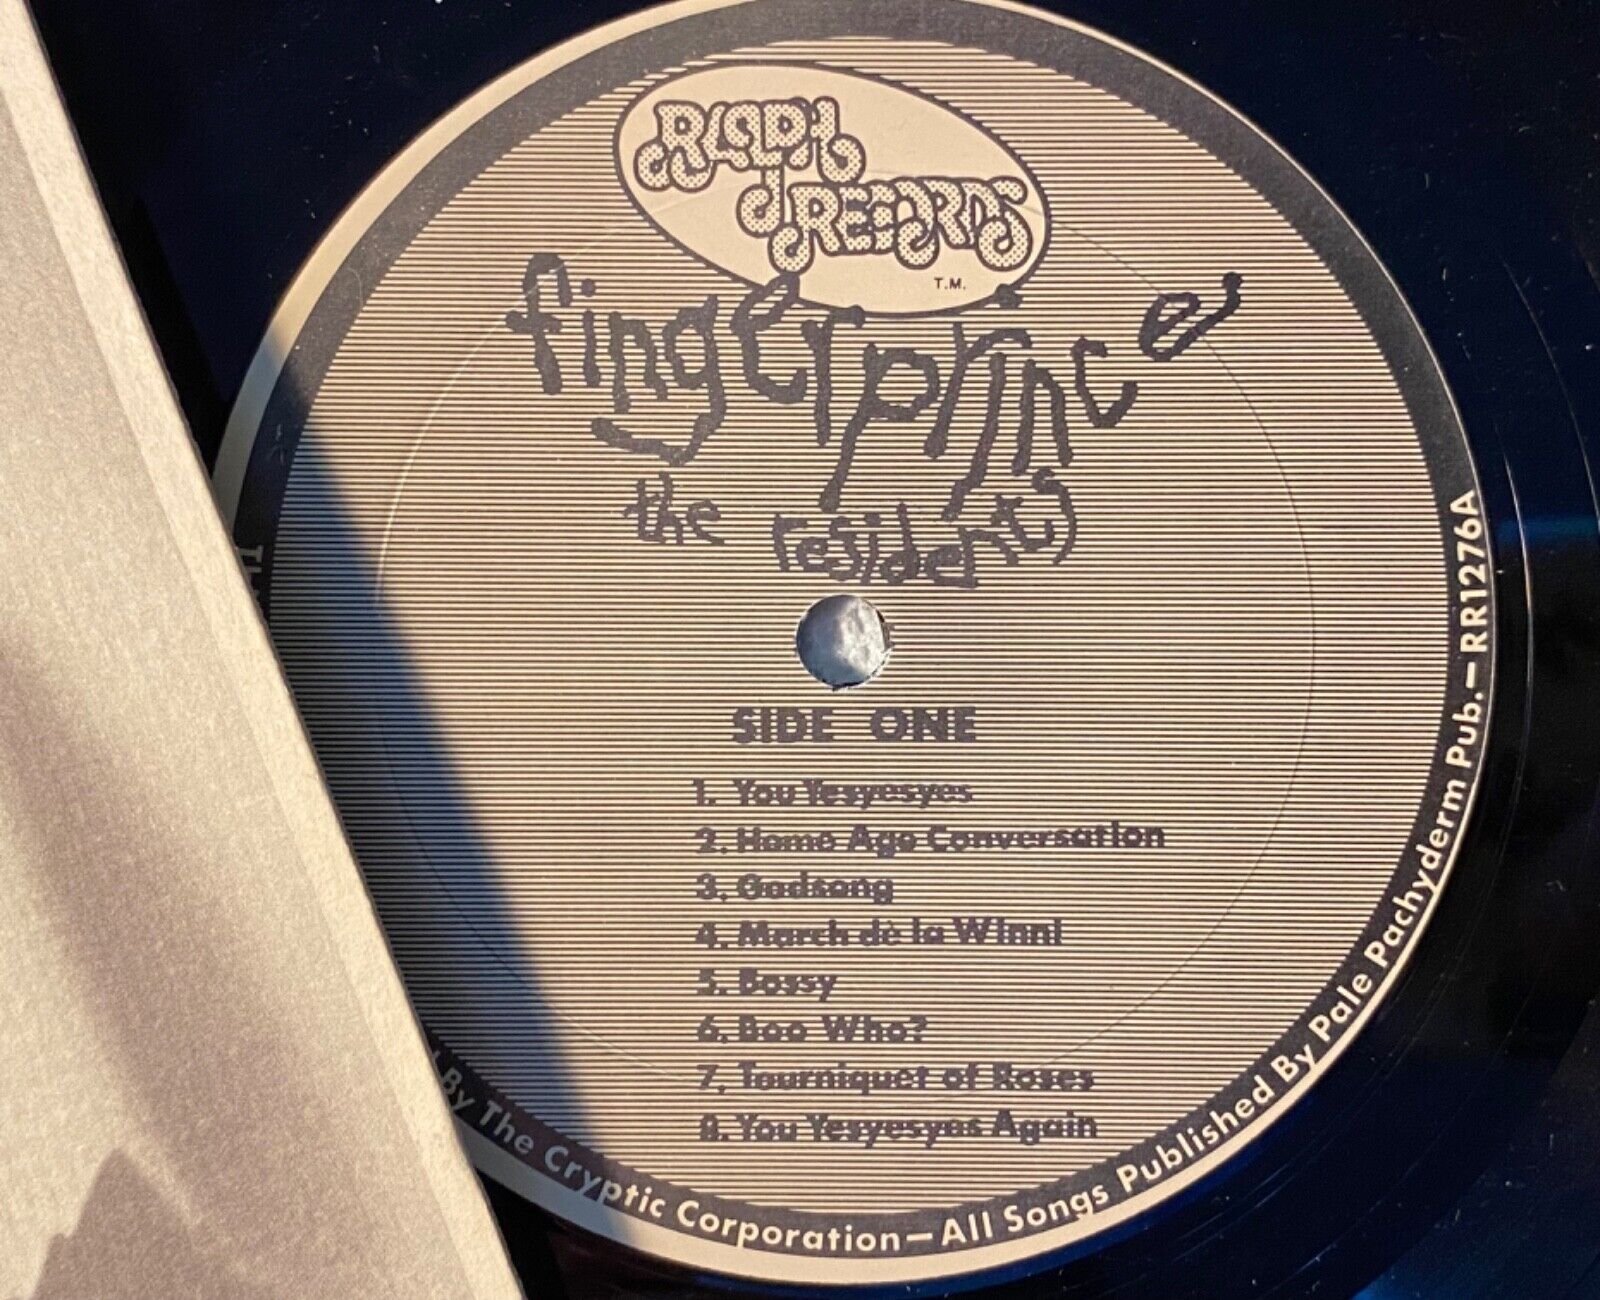 RALPH
RECORDS
T.M.
fingerprince
the residents
SIDE ONE
1. You Yesyesyes
2. Home Age Conversation
3. Godsong
4. March dè la Winni
5. Bossy
6. Boo Who?
7. Tourniquet of Roses
8. You Yesyesyes Again
By The Cryptic Corporation—All Songs Published By Pale Pachyderm Pub.—RR1276A